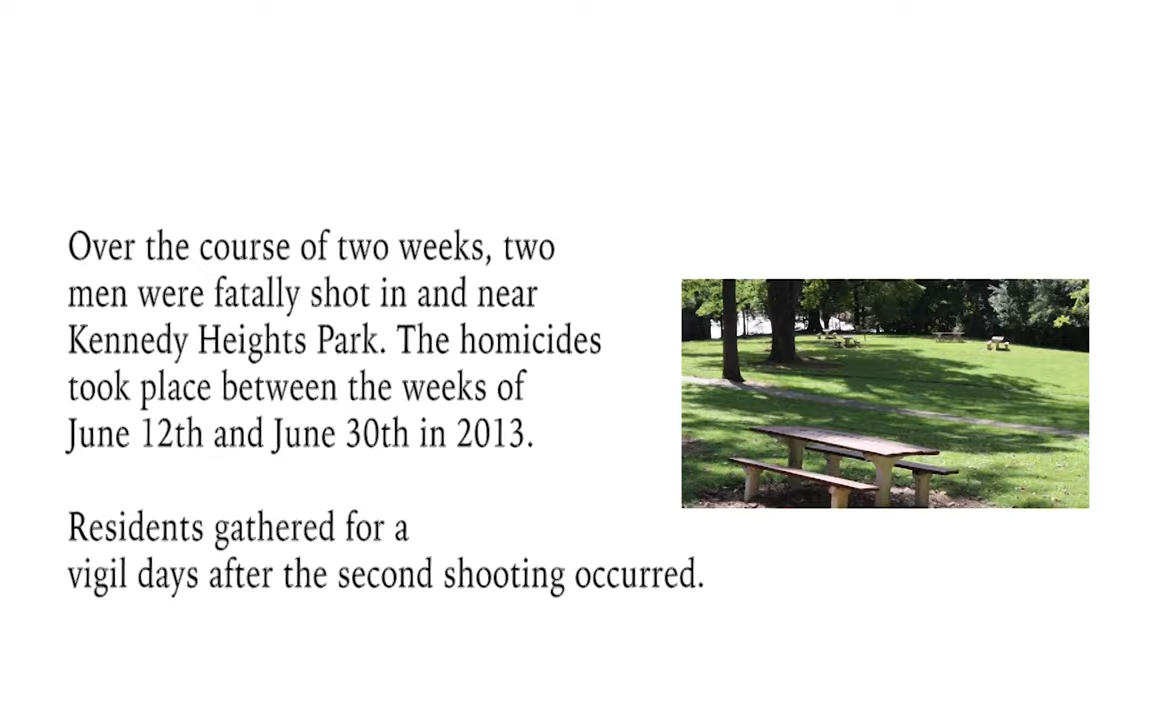 Over the course of two weeks, two
men were fatally shot in and near
Kennedy Heights Park. The homicides
took place between the weeks of
June 12th and June 30th in 2013.
Residents gathered for a
vigil days after the second shooting occurred.